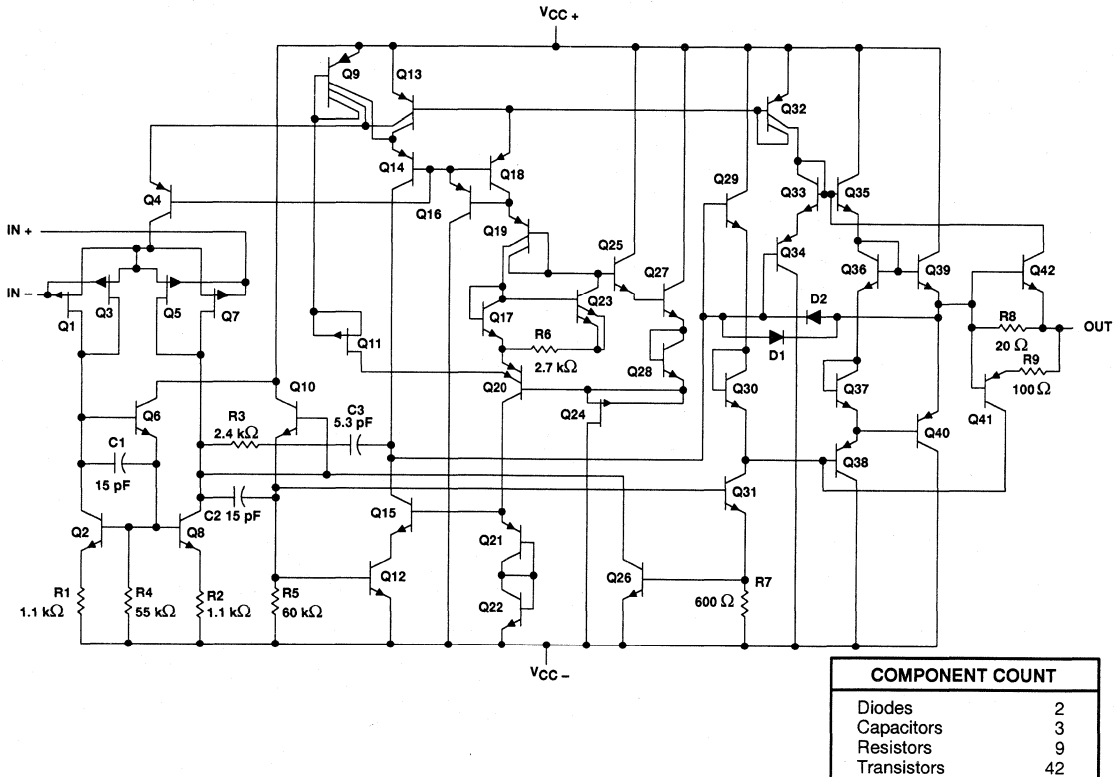 VCC +
Q9
Q13
Q32
Q14
Q18
Q29
Q33
Q35
Q4
Q16
IN +
Q19
Q25
Q34
Q27
Q36
Q39
Q42
IN –
Q1
Q3
Q5
Q7
Q23
D2
R8
20 Ω
OUT
Q17
Q11
R6
2.7 kΩ
D1
R9
100 Ω
Q28
Q20
Q30
Q37
Q10
Q24
Q41
Q6
R3
2.4 kΩ
C3
5.3 pF
Q40
C1
15 pF
Q38
Q31
C2 15 pF
Q15
Q2
Q8
Q21
Q12
Q26
R7
600 Ω
R1
1.1 kΩ
R4
55 kΩ
R2
1.1 kΩ
R5
60 kΩ
Q22
VCC –
COMPONENT COUNT
Diodes 2
Capacitors 3
Resistors 9
Transistors 42